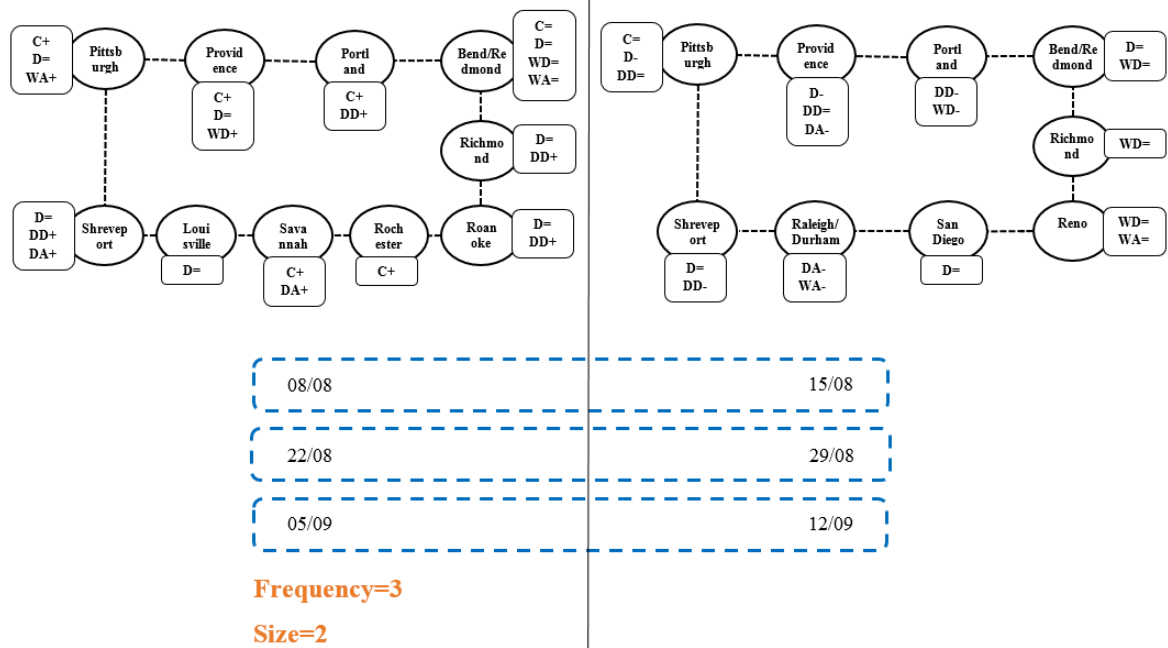 C+
D=
WA+
Pittsb
urgh
Provid
ence
C+
D=
WD+
Portl
and
C+
DD+
Bend/Re
dmond
C=
D=
WD=
WA=
Richmo
nd
D=
DD+
D=
DD+
DA+
Shrevep
ort
Loui
sville
D=
Sava
nnah
C+
DA+
Roch
ester
C+
Roan
oke
D=
DD+
C=
D-
DD=
Pittsb
urgh
Provid
ence
D-
DD=
DA-
Portl
and
DD-
WD-
Bend/Re
dmond
D=
WD=
Richmo
nd
WD=
Shrevep
ort
D=
DD-
Raleigh/
Durham
DA-
WA-
San
Diego
D=
Reno
WD=
WA=
08/08 15/08
22/08 29/08
05/09 12/09
Frequency=3
Size=2